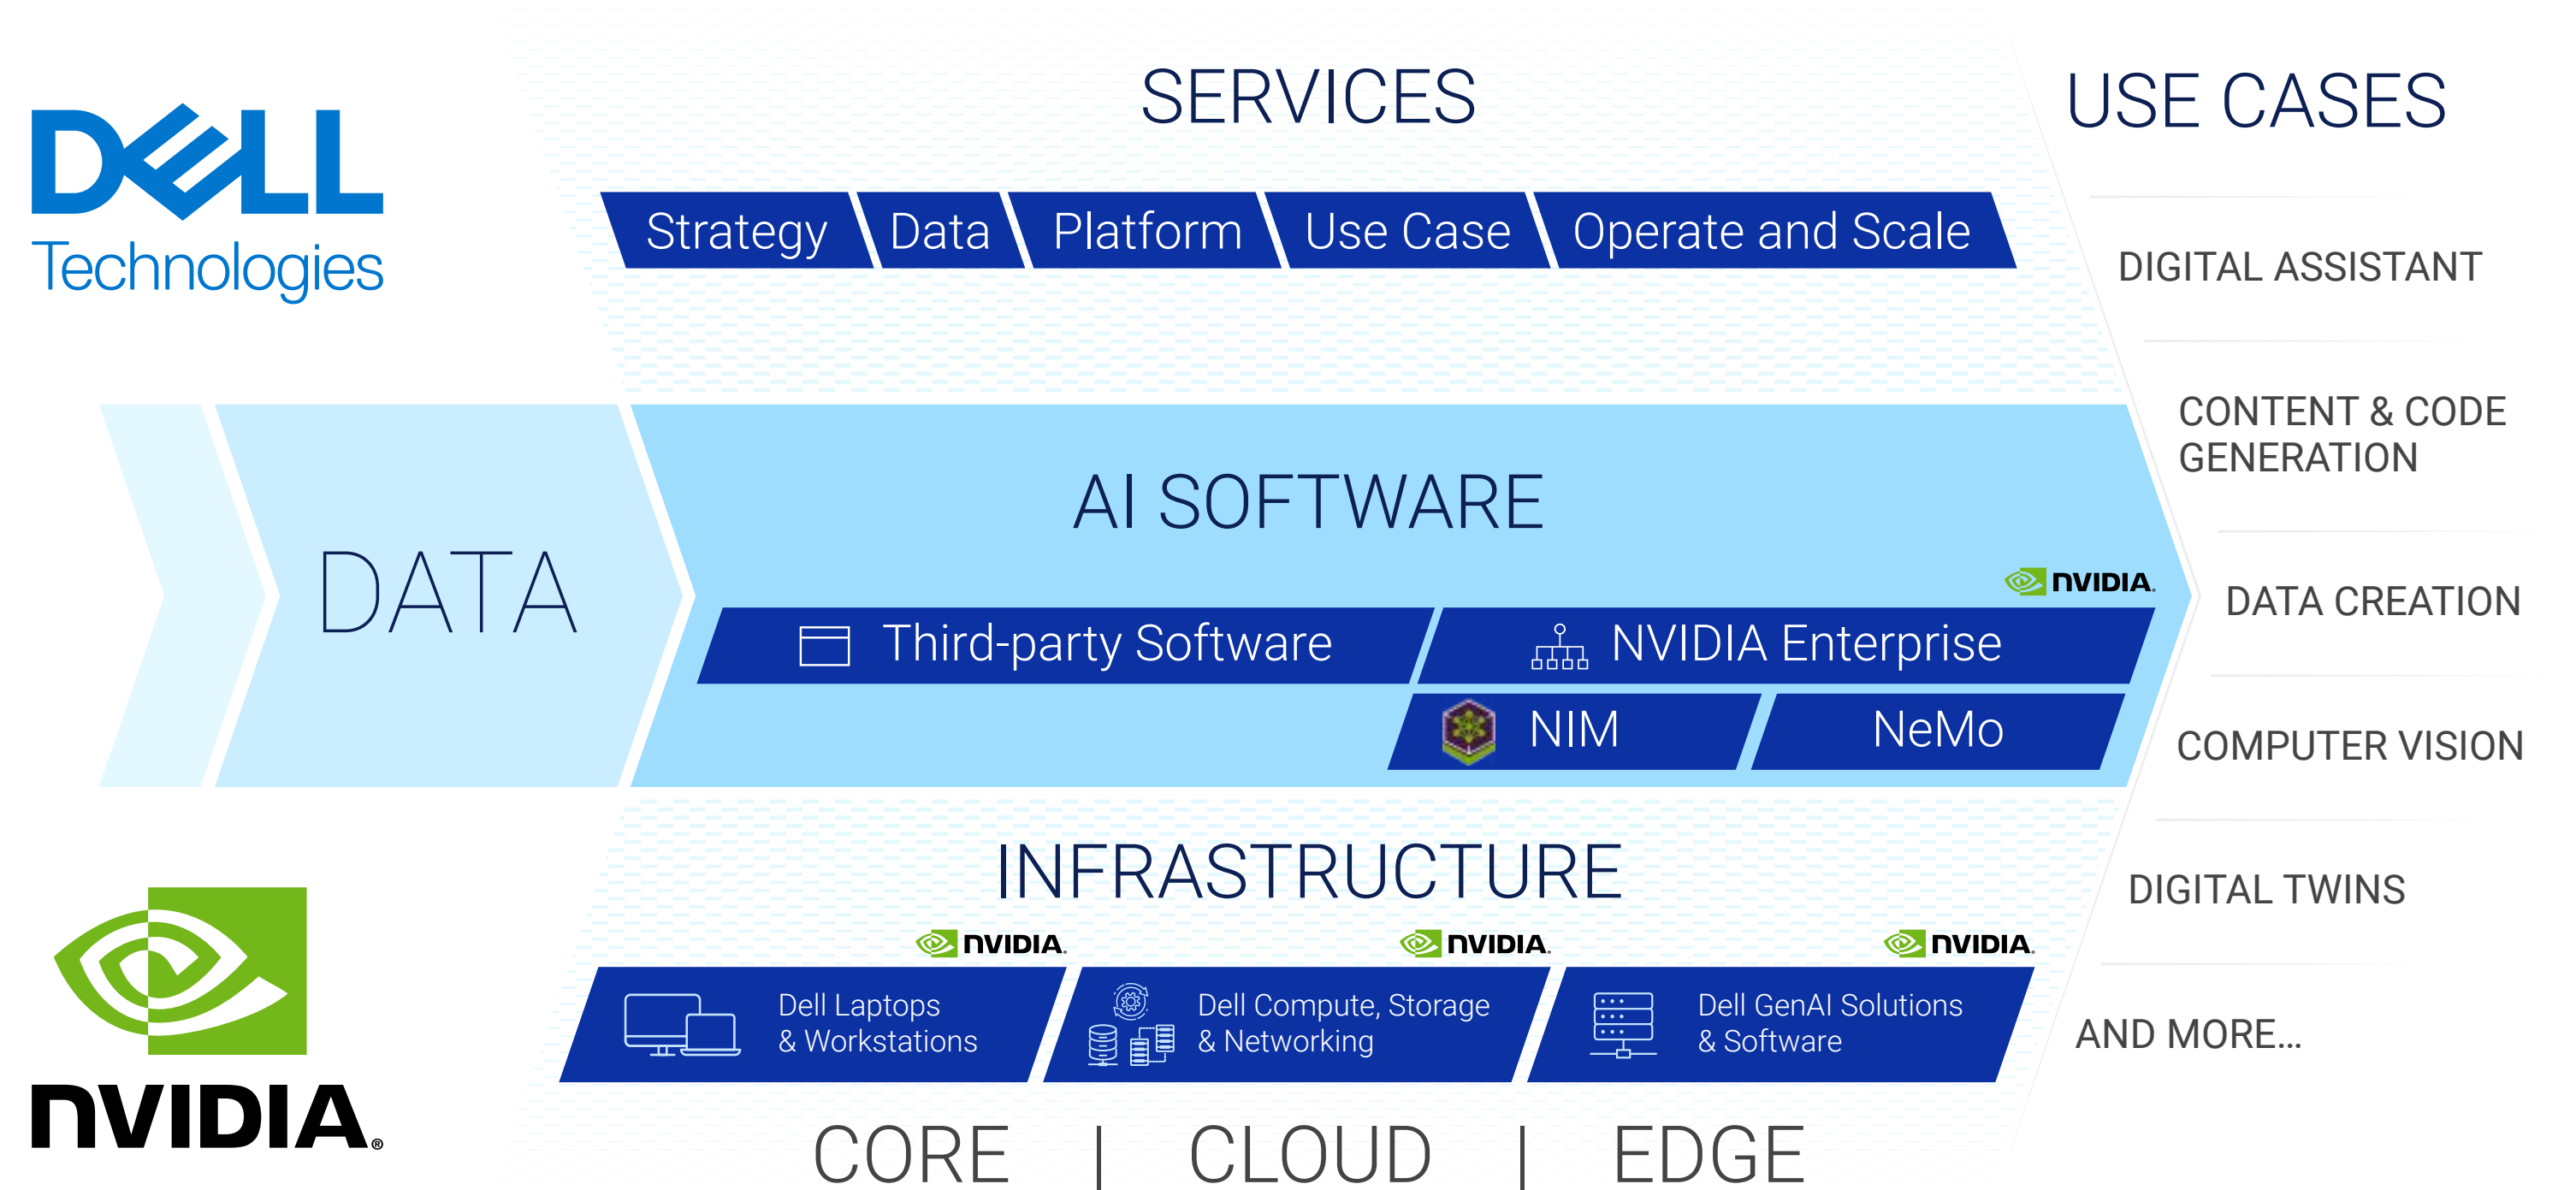 DELL
Technologies
SERVICES
Strategy
Data
Platform
Use Case
Operate and Scale
DATA
AI SOFTWARE
NVIDIA.
Third-party Software
NVIDIA Enterprise
NIM
NeMo
NVIDIA.®
INFRASTRUCTURE
NVIDIA.
NVIDIA.
NVIDIA.
Dell Laptops
& Workstations
Dell Compute, Storage
& Networking
Dell GenAI Solutions
& Software
CORE | CLOUD | EDGE
USE CASES
DIGITAL ASSISTANT
CONTENT & CODE
GENERATION
DATA CREATION
COMPUTER VISION
DIGITAL TWINS
AND MORE...